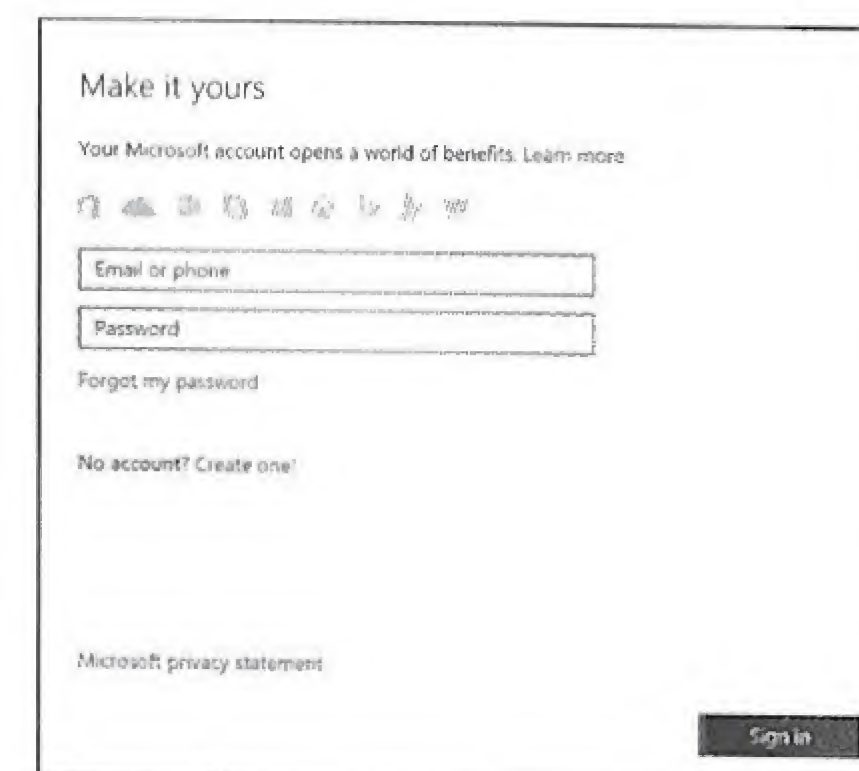 Make it yours
Your Microsoft account opens a world of benefits. Learn more
Email or phone
Password
Forgot my password
No account? Create one!
Microsoft privacy statement
Sign in